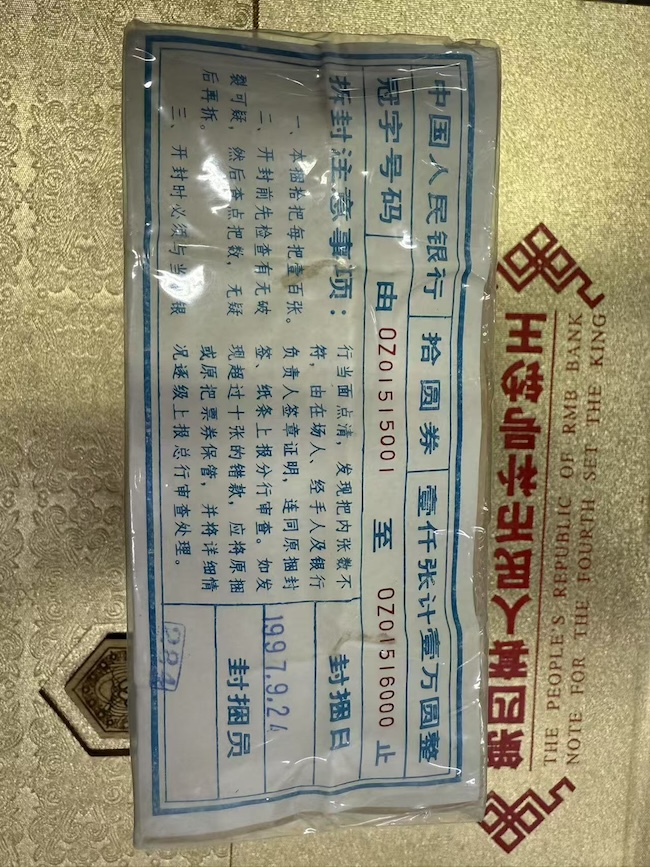 中国人民银行 拾圆券 壹仟张计壹万圆整
冠字号码 由 OZ01515001 至 OZ01516000 止
拆封注意事项：
一、本捆拾把每把壹百张。
二、开封前先检查有无破
裂可疑，然后查点把数，无疑
后再拆。
三、开封时必须与当 银
行当面点清，发现把内张数不
符，由在场人、经手人及银行
负责人签章证明，连同原捆封
签、纸条上报分行审查。如发
现超过十张的错款，应将原捆
或原把票券保管，并将详细情
况逐级上报总行审查处理。
封捆日
1997.9.24
封捆员
第四套人民币
THE PEOPLE'S REPUBLIC OF RMB BANK
NOTE FOR THE FOURTH SET THE KING